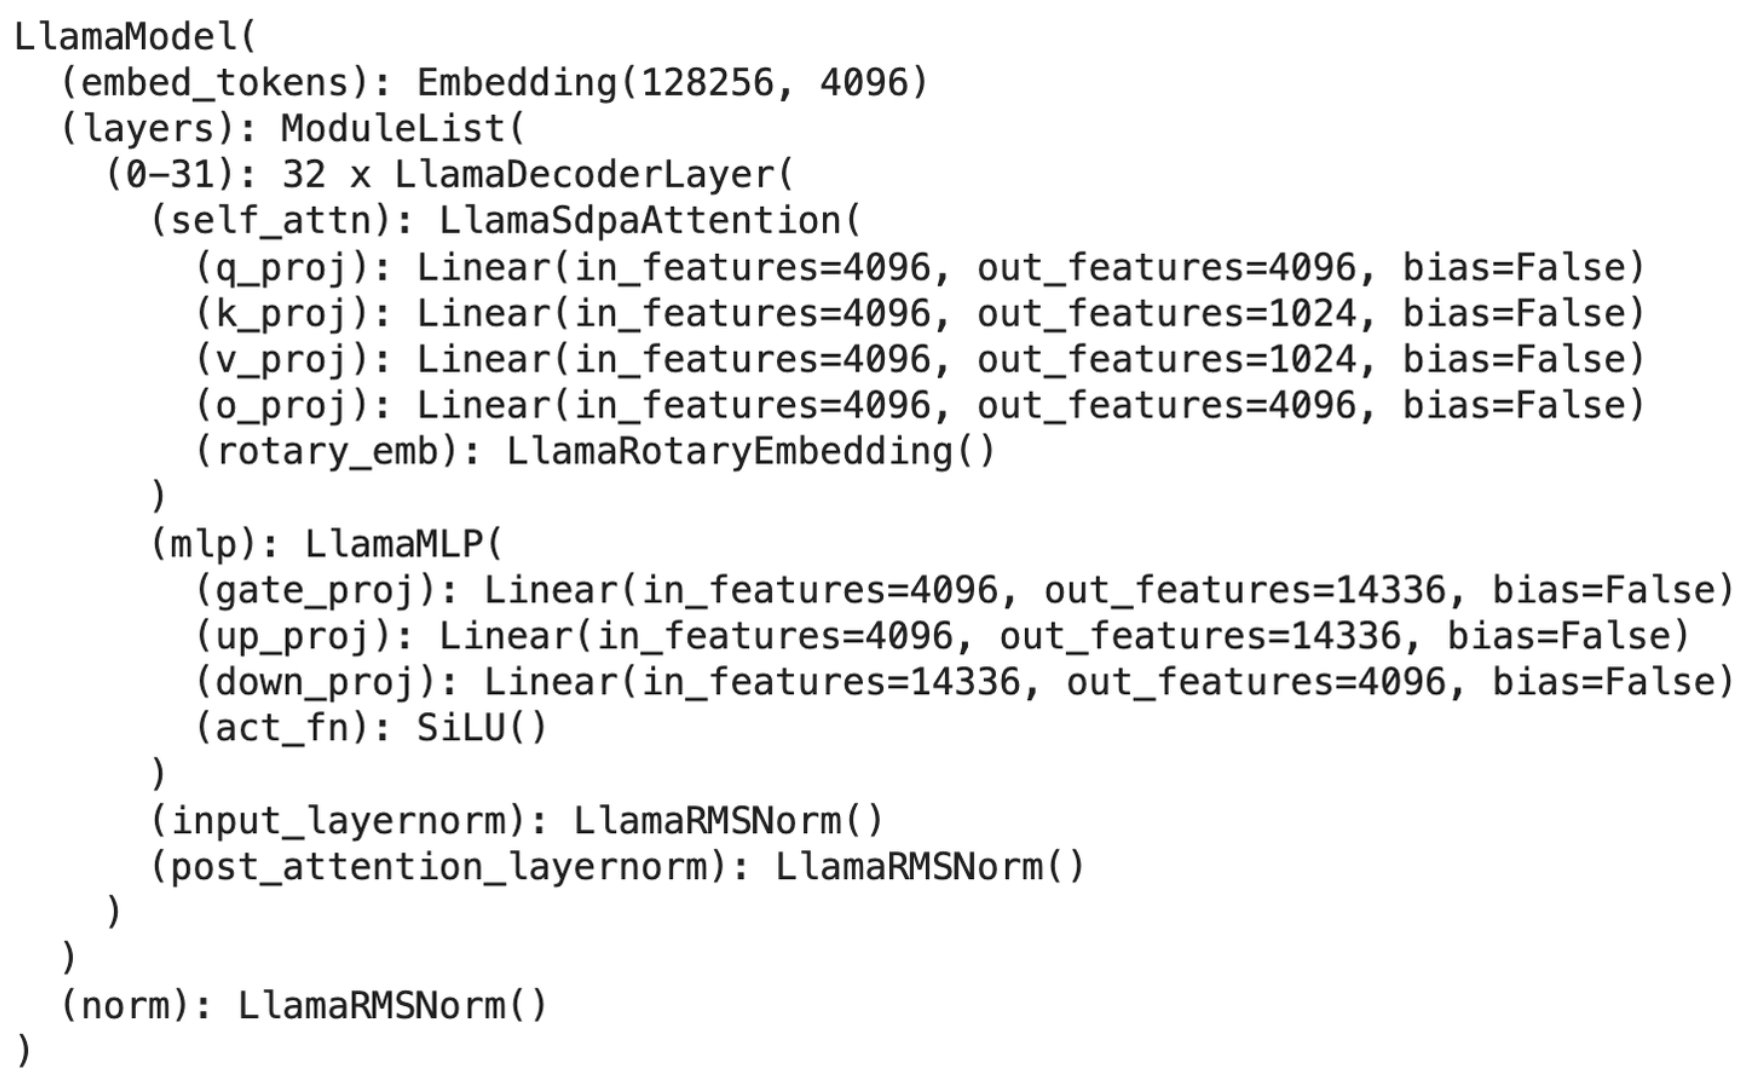 LlamaModel(
  (embed_tokens): Embedding(128256, 4096)
  (layers): ModuleList(
    (0-31): 32 x LlamaDecoderLayer(
      (self_attn): LlamaSdpaAttention(
        (q_proj): Linear(in_features=4096, out_features=4096, bias=False)
        (k_proj): Linear(in_features=4096, out_features=1024, bias=False)
        (v_proj): Linear(in_features=4096, out_features=1024, bias=False)
        (o_proj): Linear(in_features=4096, out_features=4096, bias=False)
        (rotary_emb): LlamaRotaryEmbedding()
      )
      (mlp): LlamaMLP(
        (gate_proj): Linear(in_features=4096, out_features=14336, bias=False)
        (up_proj): Linear(in_features=4096, out_features=14336, bias=False)
        (down_proj): Linear(in_features=14336, out_features=4096, bias=False)
        (act_fn): SiLU()
      )
      (input_layernorm): LlamaRMSNorm()
      (post_attention_layernorm): LlamaRMSNorm()
    )
  )
  (norm): LlamaRMSNorm()
)